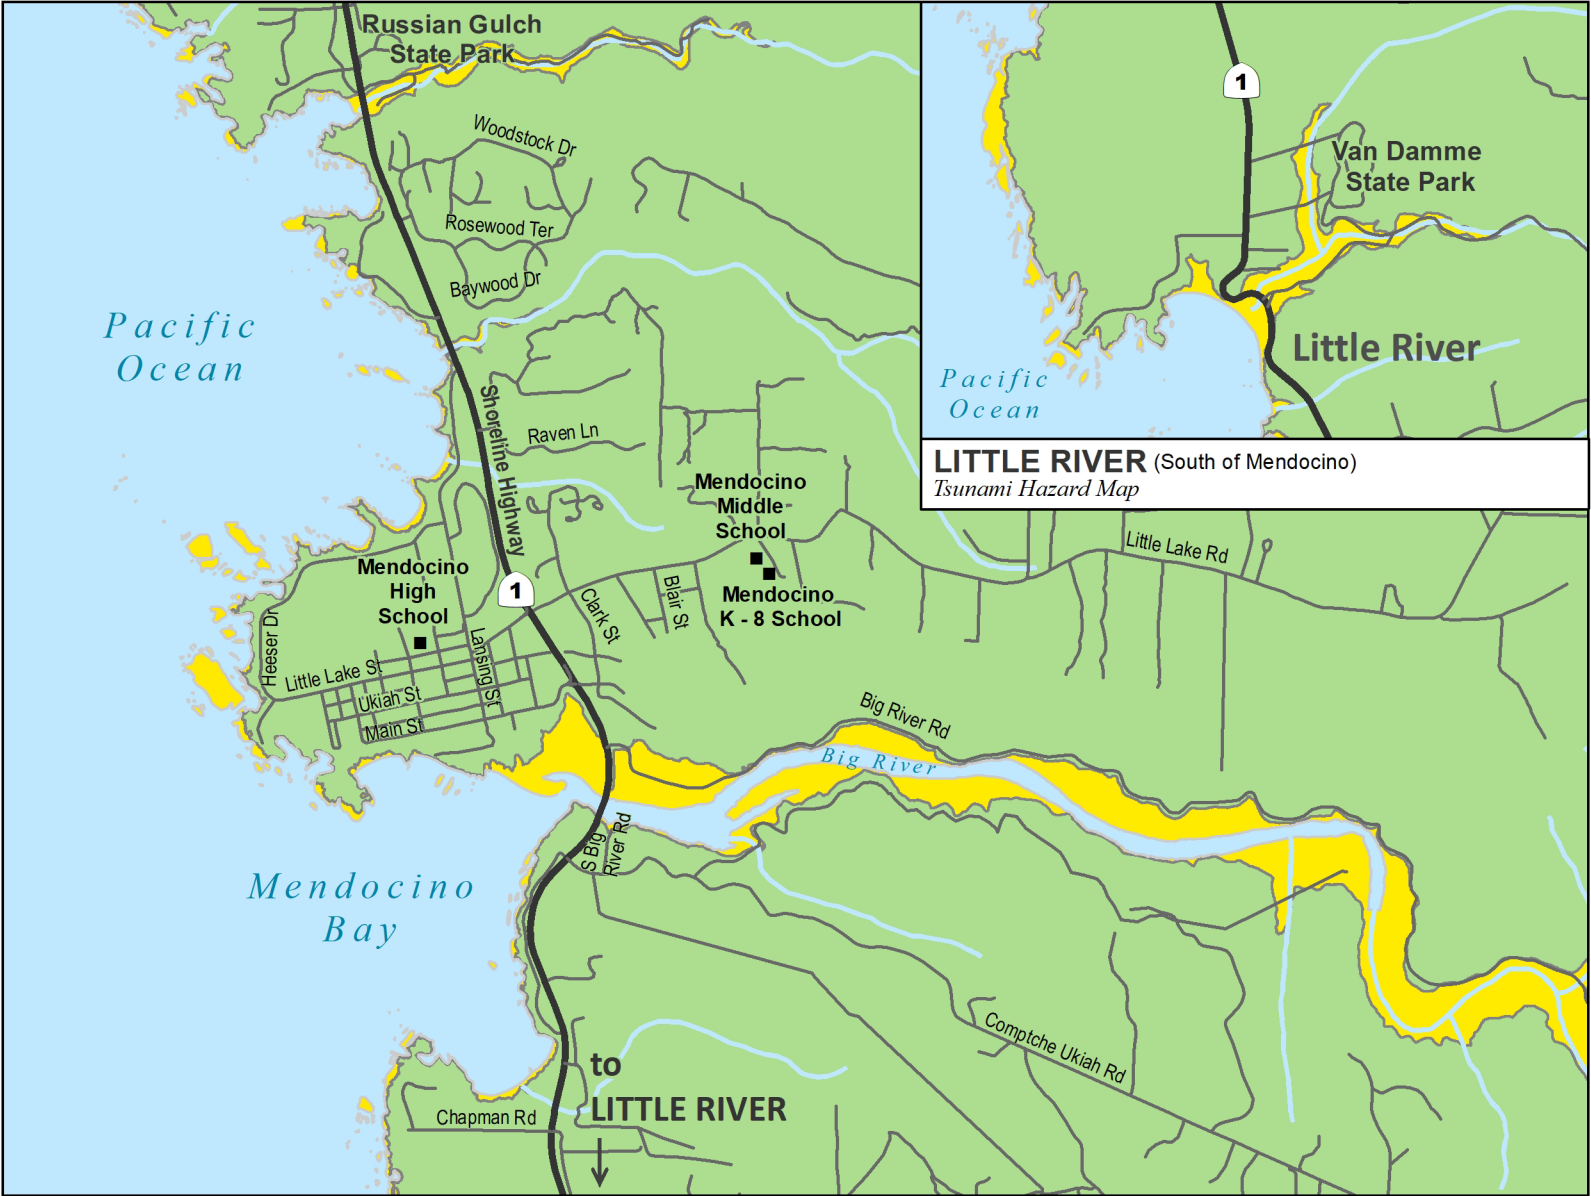 Russian Gulch
State Park
Woodstock Dr
Rosewood Ter
Baywood Dr
Pacific
Ocean
Shoreline Highway
Raven Ln
Mendocino
Middle
School
Mendocino
K - 8 School
Mendocino
High
School
1
Little Lake Rd
Clark St
Blair St
Heeser Dr
Lansing St
Little Lake St
Ukiah St
Main St
Big River Rd
Big River
S Big
River Rd
Mendocino
Bay
Comptche Ukiah Rd
to
LITTLE RIVER
Chapman Rd
1
Van Damme
State Park
Little River
Pacific
Ocean
LITTLE RIVER (South of Mendocino)
Tsunami Hazard Map